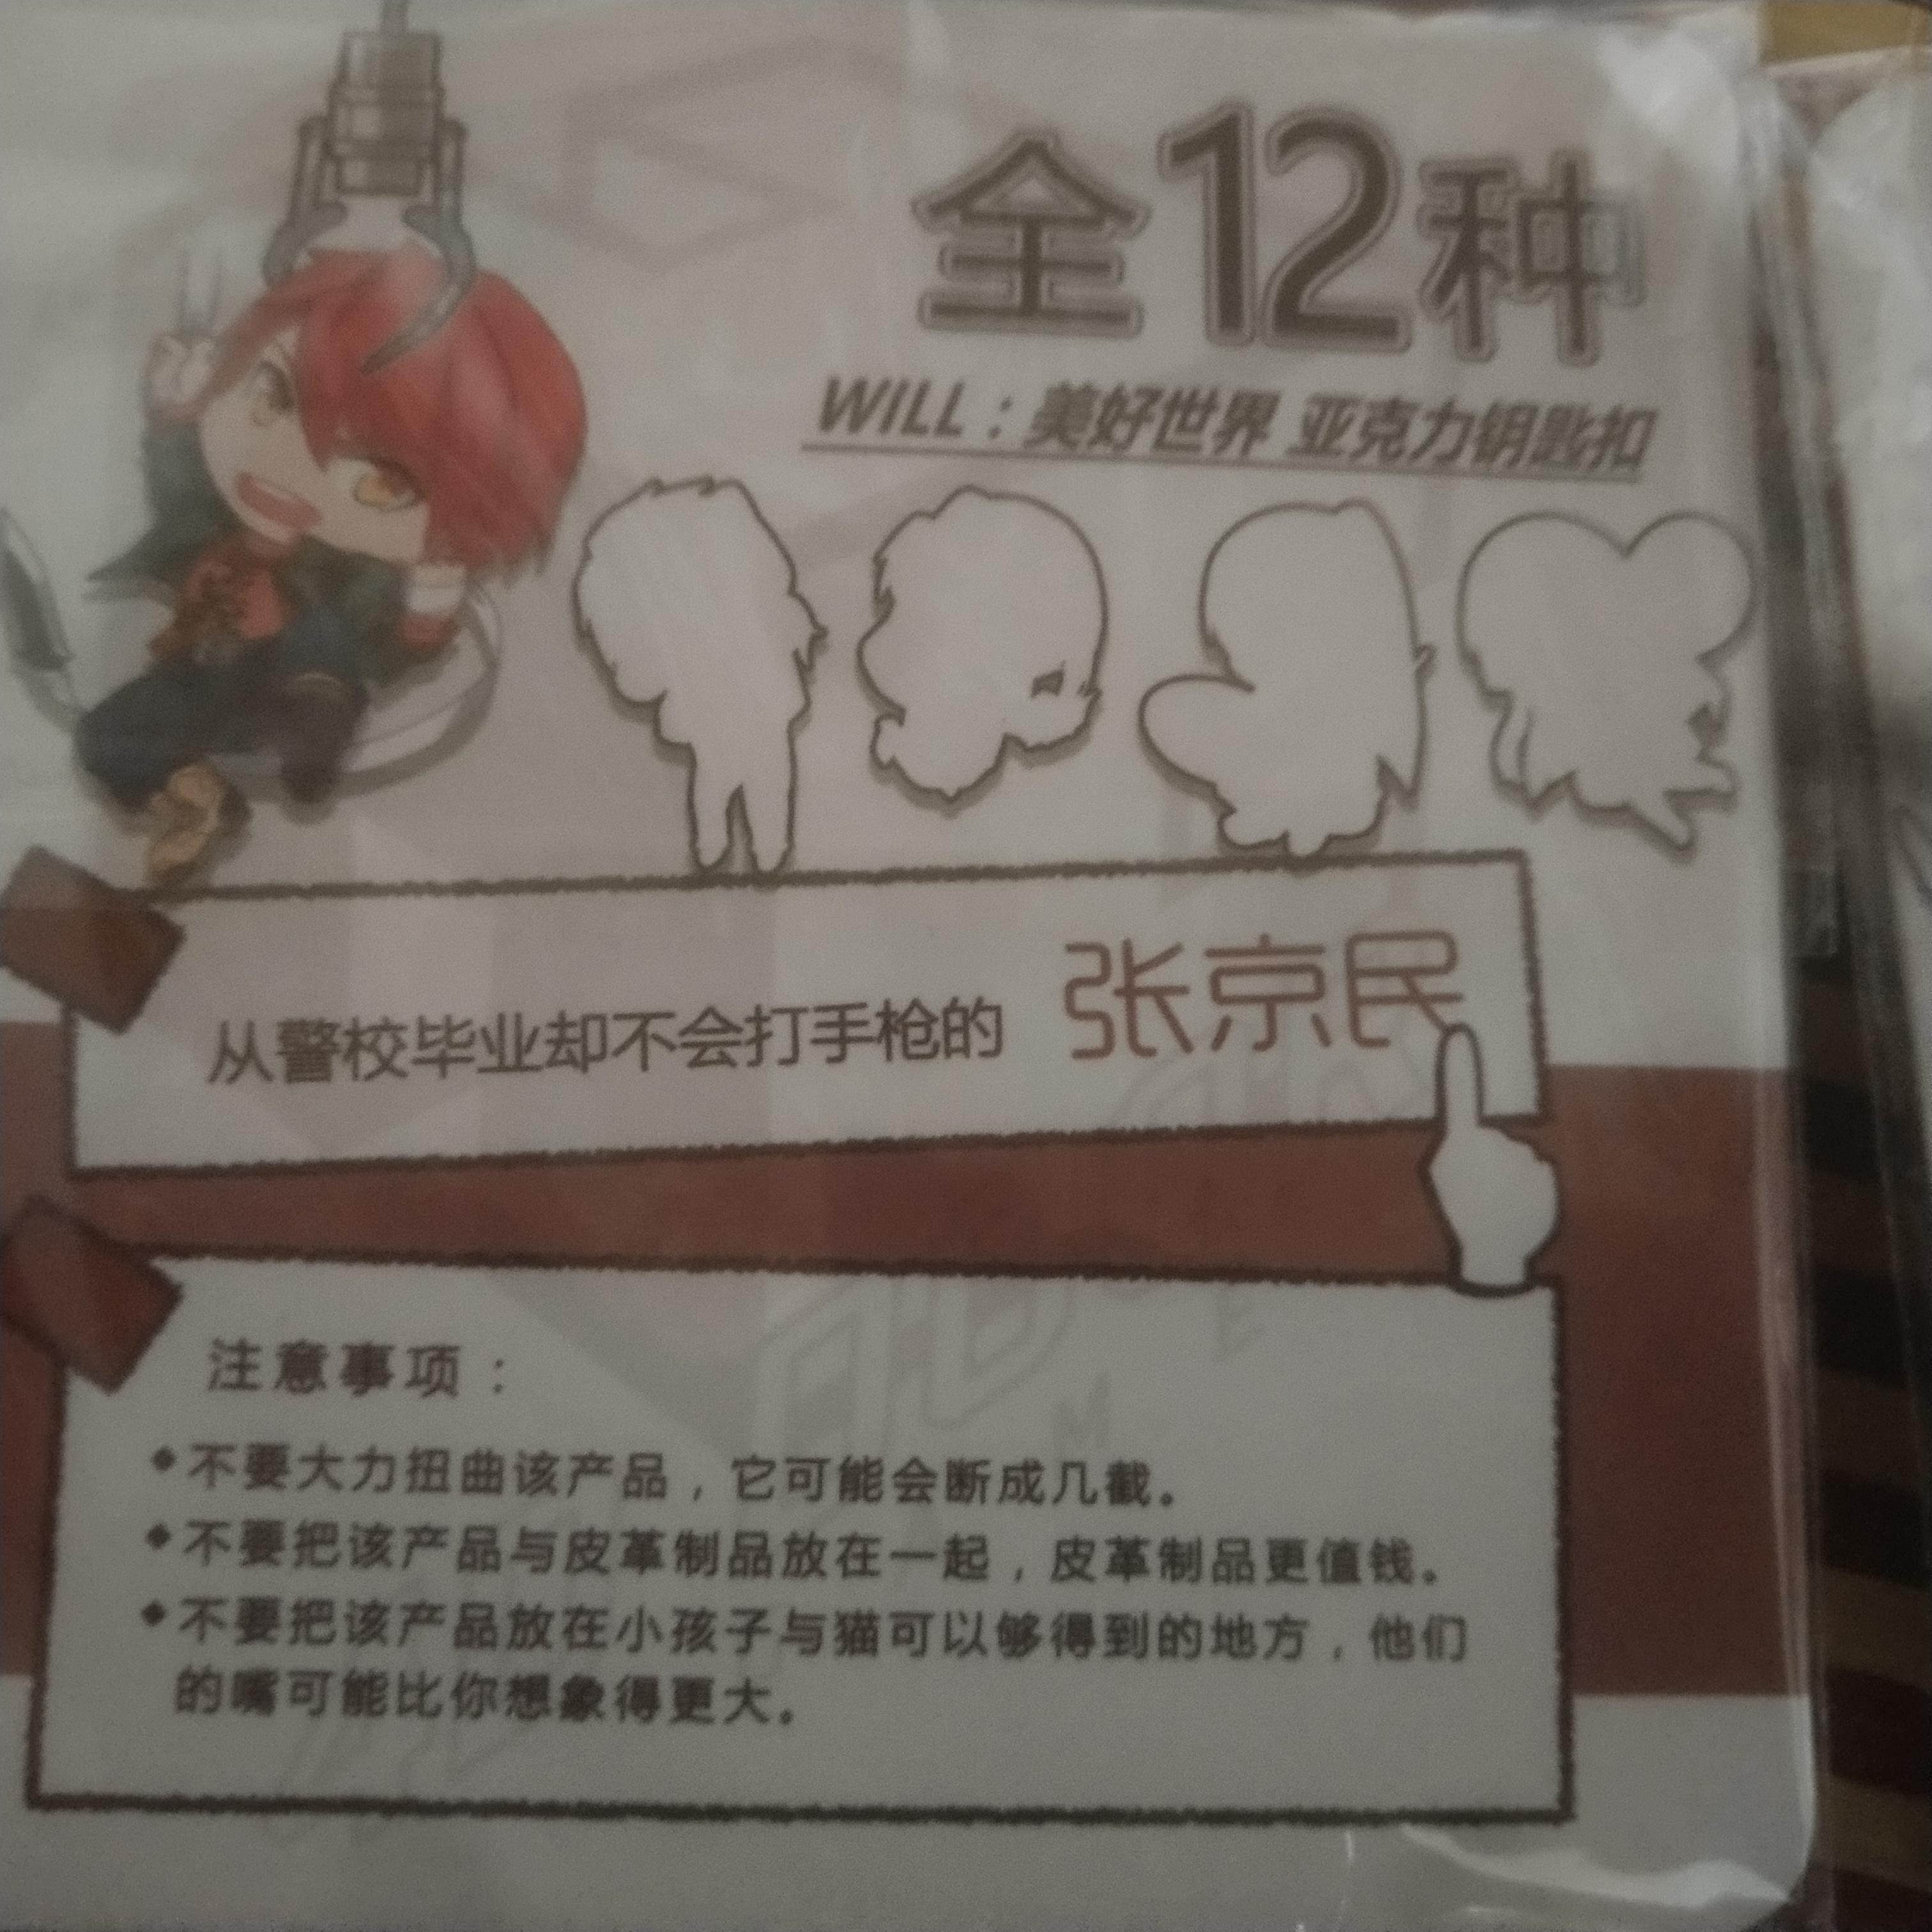 全12种
WILL：美好世界 亚克力钥匙扣
从警校毕业却不会打手枪的 张京民
注意事项：
◆不要大力扭曲该产品，它可能会断成几截。
◆不要把该产品与皮革制品放在一起，皮革制品更值钱。
◆不要把该产品放在小孩子与猫可以够得到的地方，他们
的嘴可能比你想象得更大。